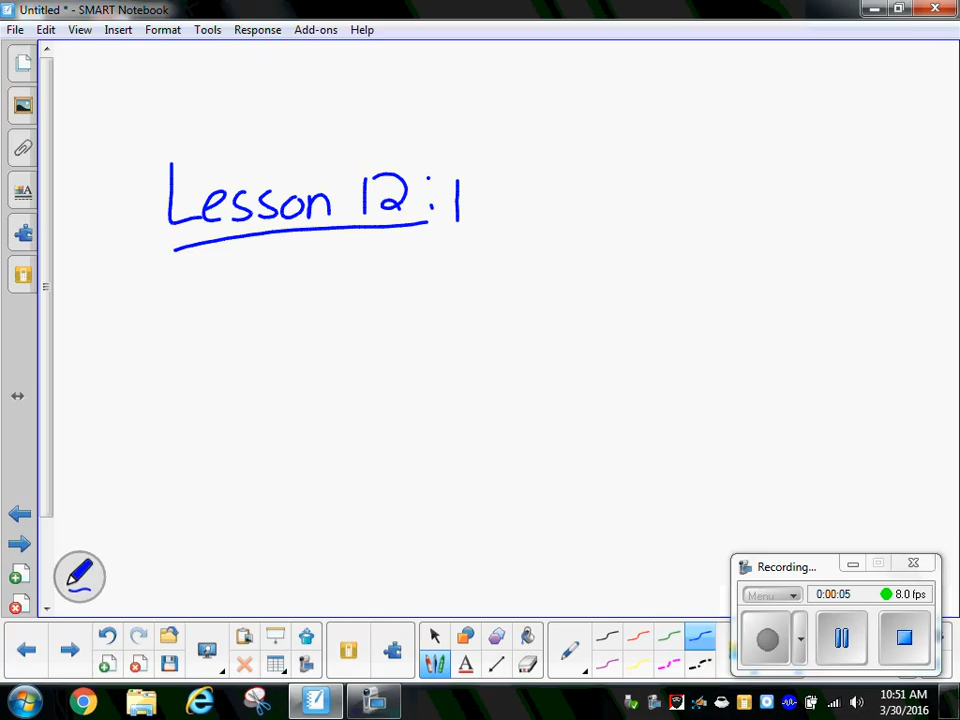 Untitled * - SMART Notebook
File Edit View Insert Format Tools Response Add-ons Help
Lesson 12:1
Recording...
Menu 0:00:05 8.0 fps
10:51 AM
3/30/2016